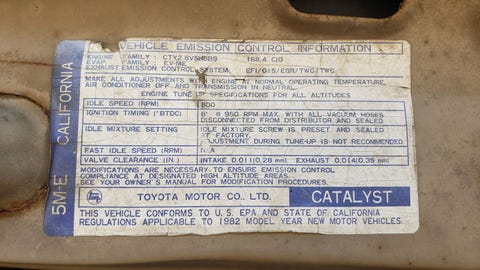 VEHICLE EMISSION CONTROL INFORMATION
ENGINE FAMILY CTY2.8V5HBB9 168.4 CID
EVAP. FAMILY EV-ME
EXHAUST EMISSION CONTROL SYSTEM EFI/O2S/EGR/TWC/TWC
MAKE ALL ADJUSTMENTS WITH ENGINE AT NORMAL OPERATING TEMPERATURE,
AIR CONDITIONER OFF AND TRANSMISSION IN NEUTRAL.
ENGINE TUNE-UP SPECIFICATIONS FOR ALL ALTITUDES
IDLE SPEED (RPM) 800
IGNITION TIMING (°BTDC) 8° @ 950 RPM MAX. WITH ALL VACUUM HOSES
DISCONNECTED FROM DISTRIBUTOR AND SEALED
IDLE MIXTURE SETTING IDLE MIXTURE SCREW IS PRESET AND SEALED
AT FACTORY.
ADJUSTMENT DURING TUNE-UP IS NOT RECOMMENDED.
FAST IDLE SPEED (RPM) N/A
VALVE CLEARANCE (IN.) INTAKE 0.011(0.28 mm) EXHAUST 0.014(0.35 mm)
MODIFICATIONS ARE NECESSARY TO ENSURE EMISSION CONTROL
COMPLIANCE AT DESIGNATED HIGH ALTITUDE AREAS.
SEE YOUR OWNER'S MANUAL FOR MODIFICATION PROCEDURES.
TOYOTA MOTOR CO., LTD. CATALYST
THIS VEHICLE CONFORMS TO U.S. EPA AND STATE OF CALIFORNIA
REGULATIONS APPLICABLE TO 1982 MODEL YEAR NEW MOTOR VEHICLES.
5M-E CALIFORNIA